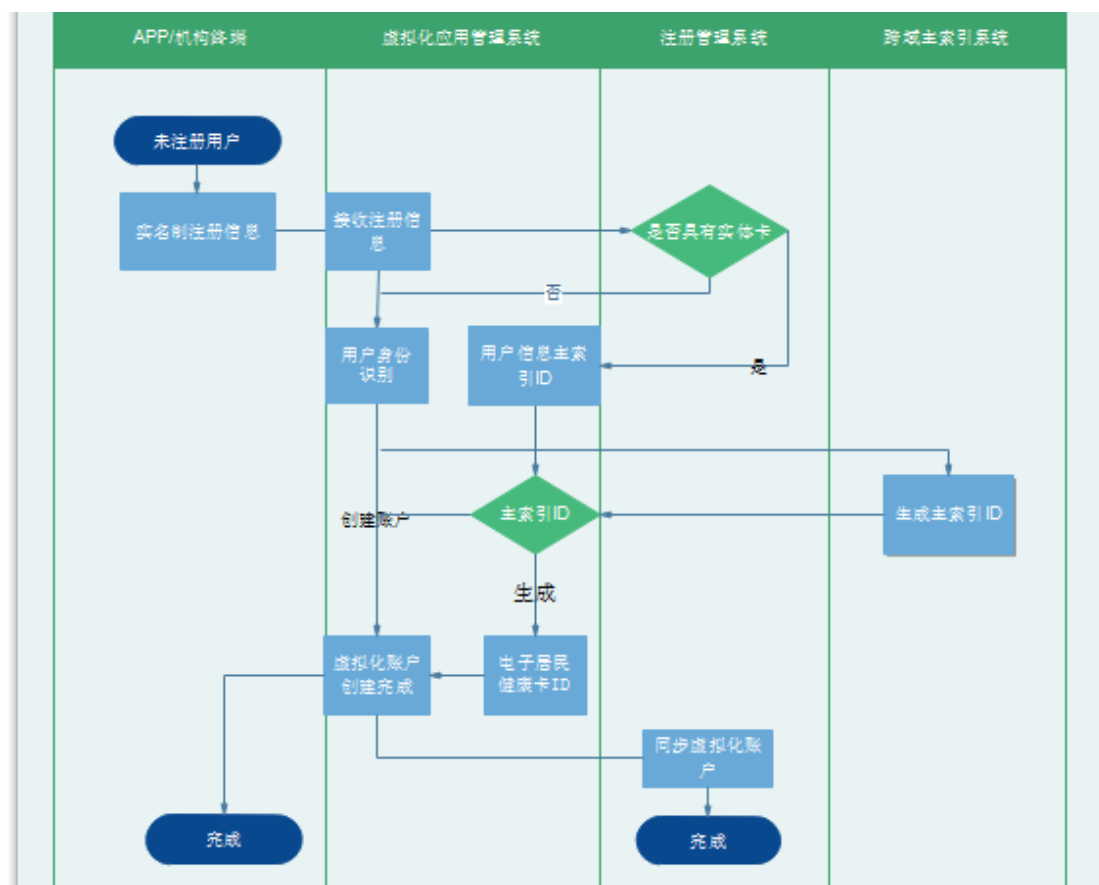 APP/机构终端
虚拟化应用管理系统
注册管理系统
跨域主索引系统
未注册用户
实名制注册信息
接收注册信
息
是否具有实体卡
否
用户身份
识别
用户信息主索
引ID
是
创建账户
主索引ID
生成主索引ID
生成
虚拟化账户
创建完成
电子居民
健康卡ID
同步虚拟化账
户
完成
完成